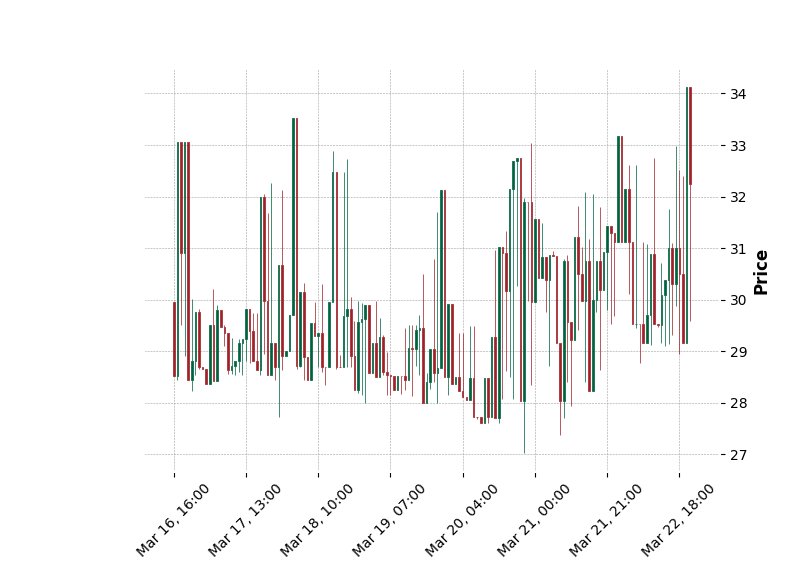 34
33
32
31
30
29
28
27
Price
Mar 16, 16:00
Mar 17, 13:00
Mar 18, 10:00
Mar 19, 07:00
Mar 20, 04:00
Mar 21, 00:00
Mar 21, 21:00
Mar 22, 18:00